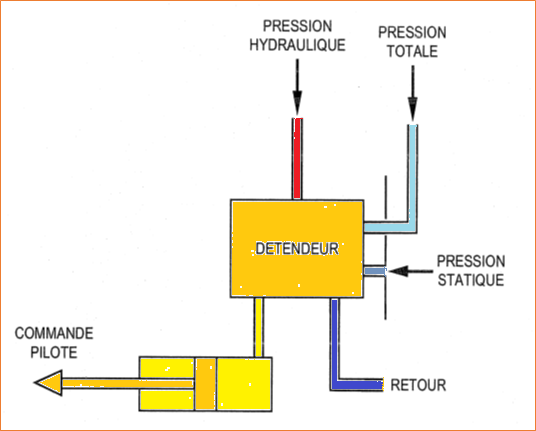 PRESSION
HYDRAULIQUE
PRESSION
TOTALE
DETENDEUR
PRESSION
STATIQUE
COMMANDE
PILOTE
RETOUR